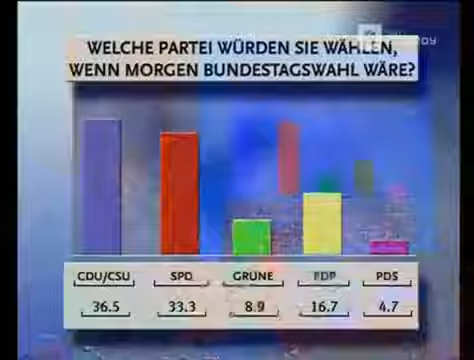 WELCHE PARTEI WÜRDEN SIE WÄHLEN,
WENN MORGEN BUNDESTAGSWAHL WÄRE?
CDU/CSU SPD GRÜNE FDP PDS
36.5 33.3 8.9 16.7 4.7